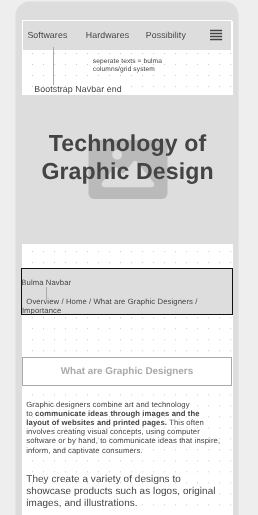 Softwares Hardwares Possibility
seperate texts = bulma
columns/grid system
Bootstrap Navbar end
Technology of
Graphic Design
Bulma Navbar
Overview / Home / What are Graphic Designers /
Importance
What are Graphic Designers
Graphic designers combine art and technology
to communicate ideas through images and the
layout of websites and printed pages. This often
involves creating visual concepts, using computer
software or by hand, to communicate ideas that inspire,
inform, and captivate consumers.
They create a variety of designs to
showcase products such as logos, original
images, and illustrations.